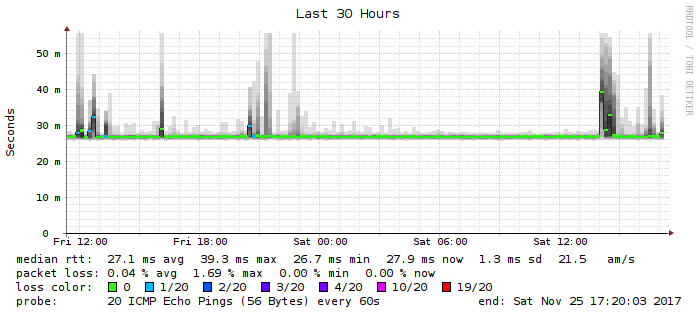 Last 30 Hours
RRDTOOL / TOBI OETIKER
Seconds
50 m
40 m
30 m
20 m
10 m
0
Fri 12:00 Fri 18:00 Sat 00:00 Sat 06:00 Sat 12:00
median rtt: 27.1 ms avg 39.3 ms max 26.7 ms min 27.9 ms now 1.3 ms sd 21.5 am/s
packet loss: 0.04 % avg 1.69 % max 0.00 % min 0.00 % now
loss color: 0 1/20 2/20 3/20 4/20 10/20 19/20
probe: 20 ICMP Echo Pings (56 Bytes) every 60s end: Sat Nov 25 17:20:03 2017